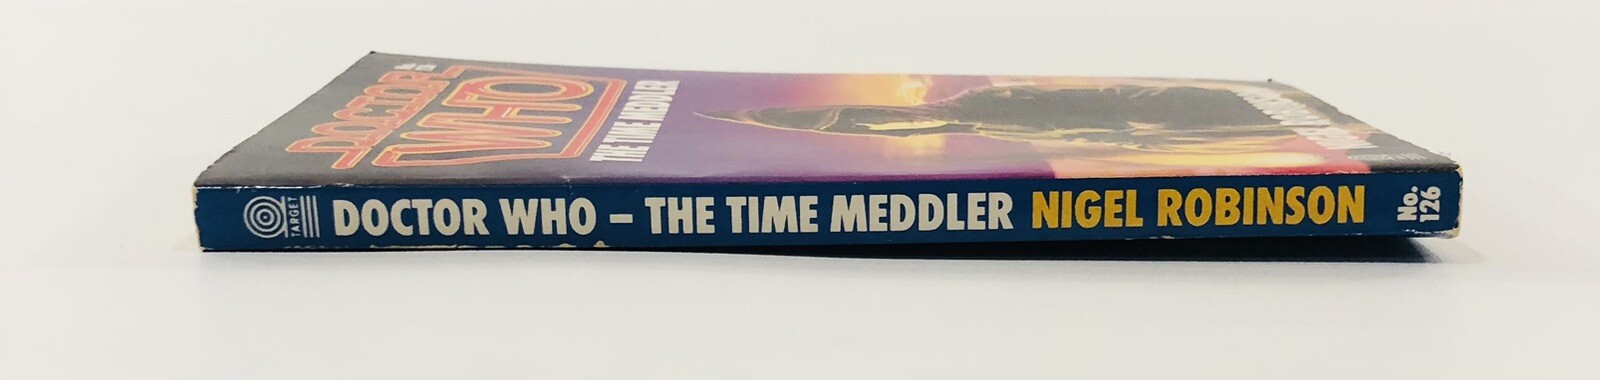 DOCTOR
WHO
THE TIME MEDDLER
TARGET
DOCTOR WHO – THE TIME MEDDLER NIGEL ROBINSON
No.
126